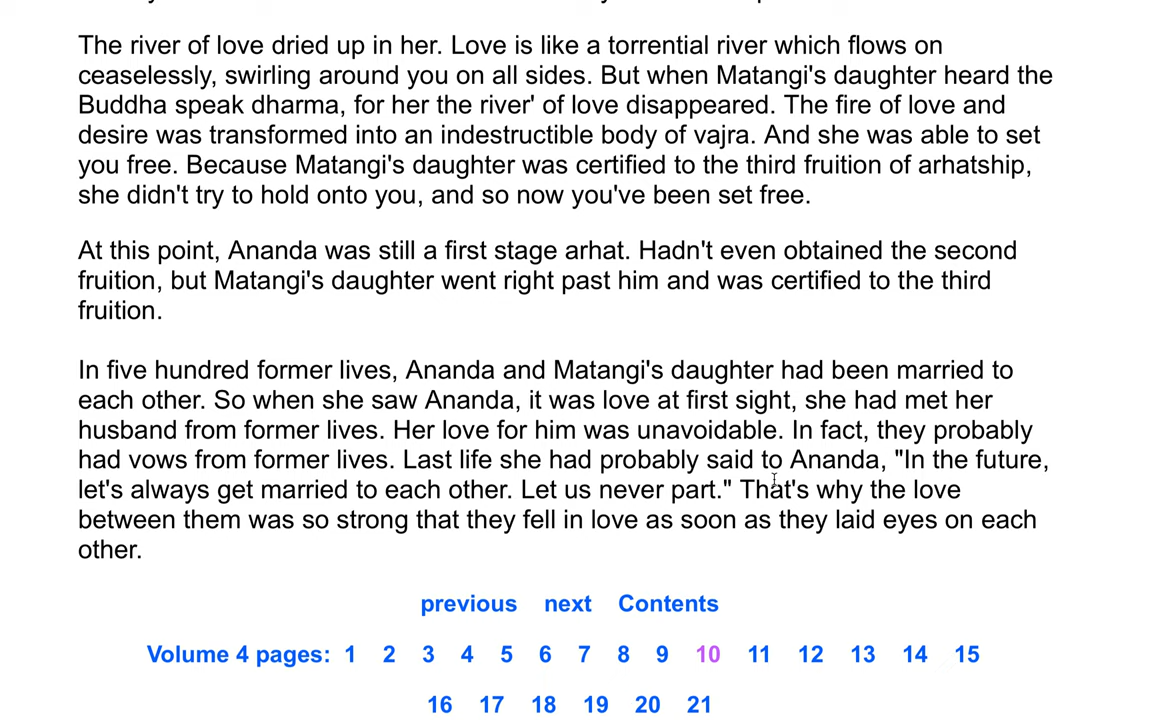 The river of love dried up in her. Love is like a torrential river which flows on
ceaselessly, swirling around you on all sides. But when Matangi's daughter heard the
Buddha speak dharma, for her the river' of love disappeared. The fire of love and
desire was transformed into an indestructible body of vajra. And she was able to set
you free. Because Matangi's daughter was certified to the third fruition of arhatship,
she didn't try to hold onto you, and so now you've been set free.
At this point, Ananda was still a first stage arhat. Hadn't even obtained the second
fruition, but Matangi's daughter went right past him and was certified to the third
fruition.
In five hundred former lives, Ananda and Matangi's daughter had been married to
each other. So when she saw Ananda, it was love at first sight, she had met her
husband from former lives. Her love for him was unavoidable. In fact, they probably
had vows from former lives. Last life she had probably said to Ananda, "In the future,
let's always get married to each other. Let us never part." That's why the love
between them was so strong that they fell in love as soon as they laid eyes on each
other.
previous next Contents
Volume 4 pages: 1 2 3 4 5 6 7 8 9 10 11 12 13 14 15
16 17 18 19 20 21